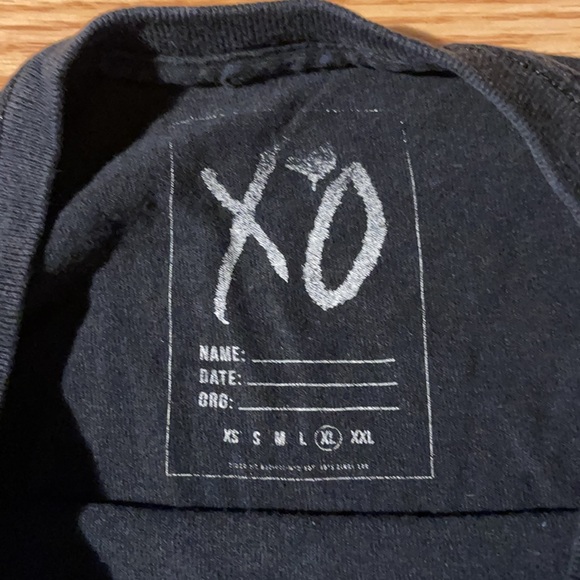 XO
NAME:
DATE:
ORG:
XS S M L XL XXL